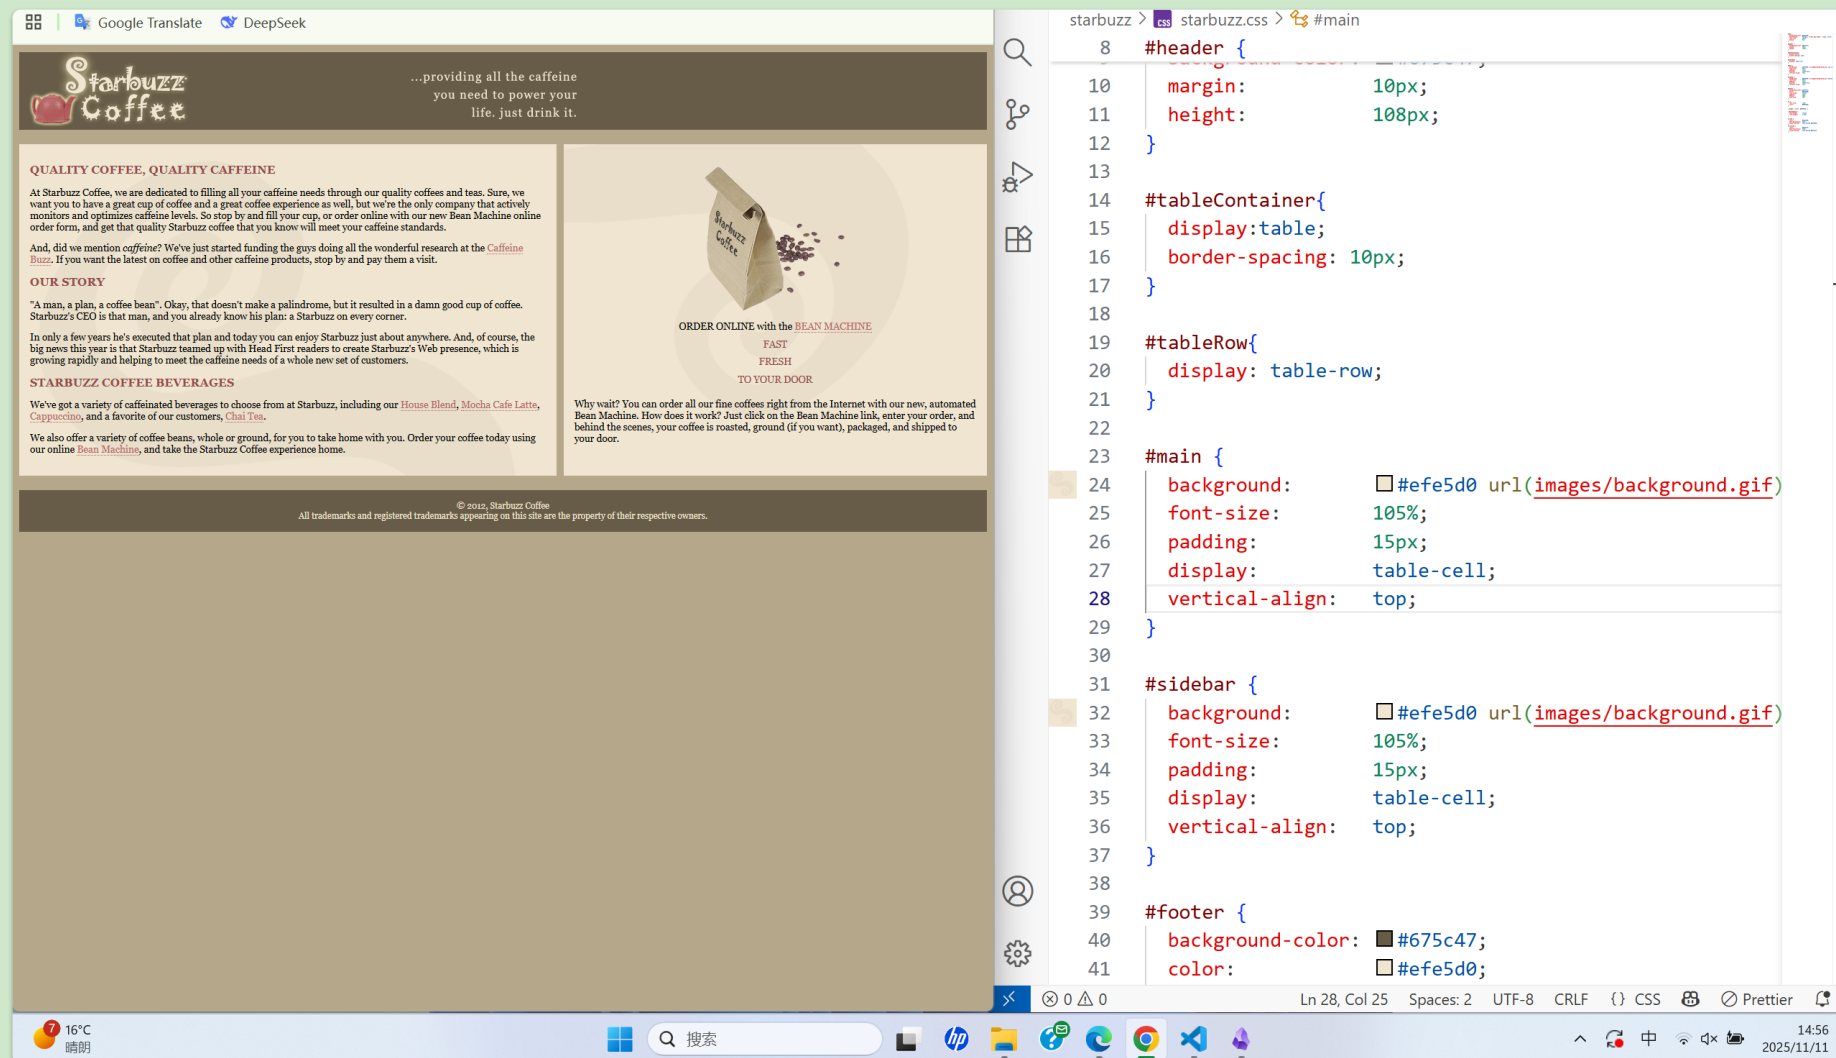 Google Translate
DeepSeek
Starbuzz
Coffee
...providing all the caffeine
you need to power your
life. just drink it.
QUALITY COFFEE, QUALITY CAFFEINE
At Starbuzz Coffee, we are dedicated to filling all your caffeine needs through our quality coffees and teas. Sure, we
want you to have a great cup of coffee and a great coffee experience as well, but we're the only company that actively
monitors and optimizes caffeine levels. So stop by and fill your cup, or order online with our new Bean Machine online
order form, and get that quality Starbuzz coffee that you know will meet your caffeine standards.
And, did we mention caffeine? We've just started funding the guys doing all the wonderful research at the Caffeine
Buzz. If you want the latest on coffee and other caffeine products, stop by and pay them a visit.
OUR STORY
"A man, a plan, a coffee bean". Okay, that doesn't make a palindrome, but it resulted in a damn good cup of coffee.
Starbuzz's CEO is that man, and you already know his plan: a Starbuzz on every corner.
In only a few years he's executed that plan and today you can enjoy Starbuzz just about anywhere. And, of course, the
big news this year is that Starbuzz teamed up with Head First readers to create Starbuzz's Web presence, which is
growing rapidly and helping to meet the caffeine needs of a whole new set of customers.
STARBUZZ COFFEE BEVERAGES
We've got a variety of caffeinated beverages to choose from at Starbuzz, including our House Blend, Mocha Cafe Latte,
Cappuccino, and a favorite of our customers, Chai Tea.
We also offer a variety of coffee beans, whole or ground, for you to take home with you. Order your coffee today using
our online Bean Machine, and take the Starbuzz Coffee experience home.
Starbuzz
Coffee
ORDER ONLINE with the BEAN MACHINE
FAST
FRESH
TO YOUR DOOR
Why wait? You can order all our fine coffees right from the Internet with our new, automated
Bean Machine. How does it work? Just click on the Bean Machine link, enter your order, and
behind the scenes, your coffee is roasted, ground (if you want), packaged, and shipped to
your door.
© 2012, Starbuzz Coffee
All trademarks and registered trademarks appearing on this site are the property of their respective owners.
starbuzz > starbuzz.css > #main
8 #header {
10 margin: 10px;
11 height: 108px;
12 }
13
14 #tableContainer{
15 display:table;
16 border-spacing: 10px;
17 }
18
19 #tableRow{
20 display: table-row;
21 }
22
23 #main {
24 background: #efe5d0 url(images/background.gif)
25 font-size: 105%;
26 padding: 15px;
27 display: table-cell;
28 vertical-align: top;
29 }
30
31 #sidebar {
32 background: #efe5d0 url(images/background.gif)
33 font-size: 105%;
34 padding: 15px;
35 display: table-cell;
36 vertical-align: top;
37 }
38
39 #footer {
40 background-color: #675c47;
41 color: #efe5d0;
0 0 Ln 28, Col 25 Spaces: 2 UTF-8 CRLF {} CSS Prettier
7
16°C
晴朗
搜索
hp
中
14:56
2025/11/11